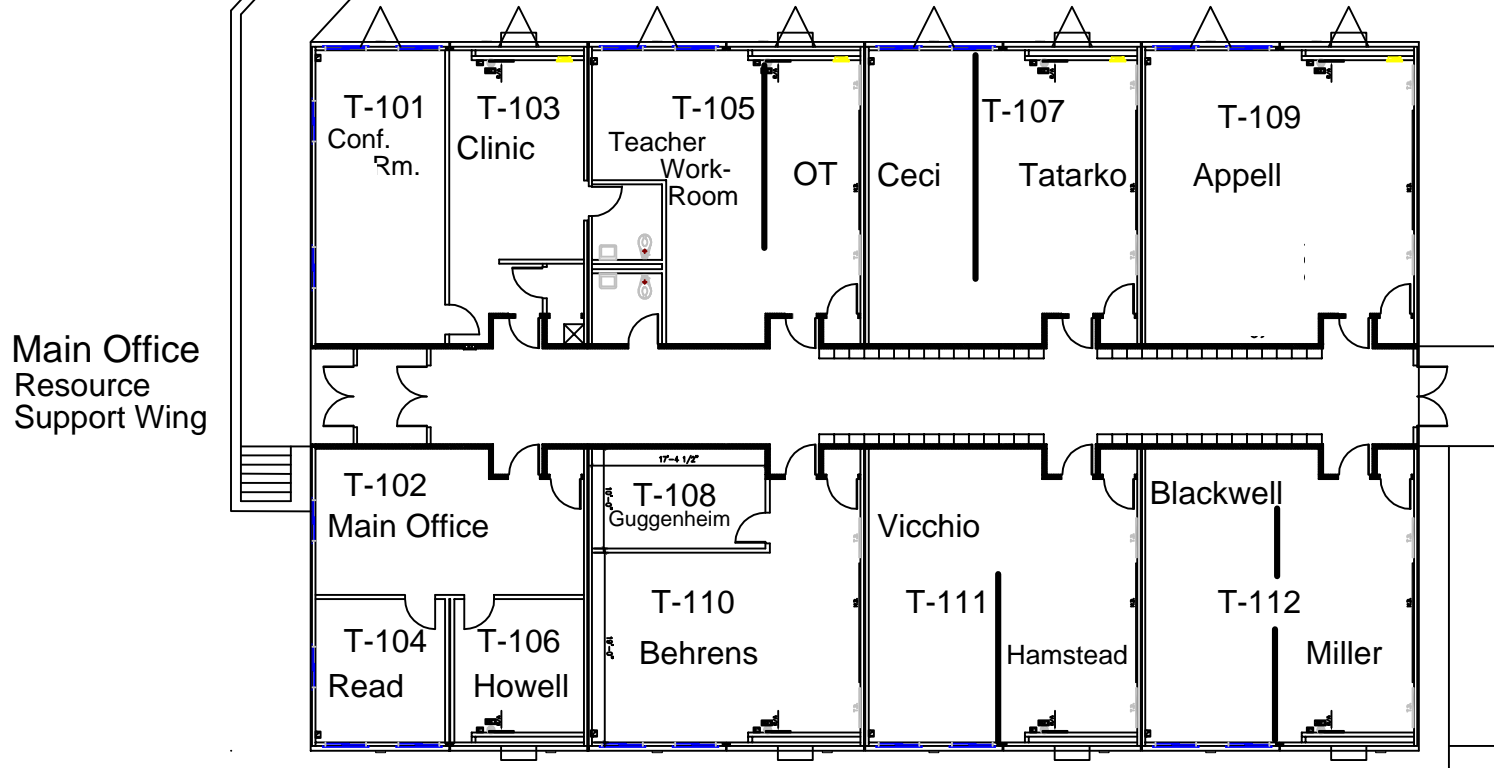 Main Office
Resource
Support Wing
T-101
Conf.
Rm.
T-103
Clinic
T-105
Teacher
Work-
Room
OT
T-107
Ceci
Tatarko
T-109
Appell
T-102
Main Office
T-104
Read
T-106
Howell
17'-4 1/2"
10'-0"
T-108
Guggenheim
T-110
Behrens
Vicchio
T-111
Hamstead
Blackwell
T-112
Miller